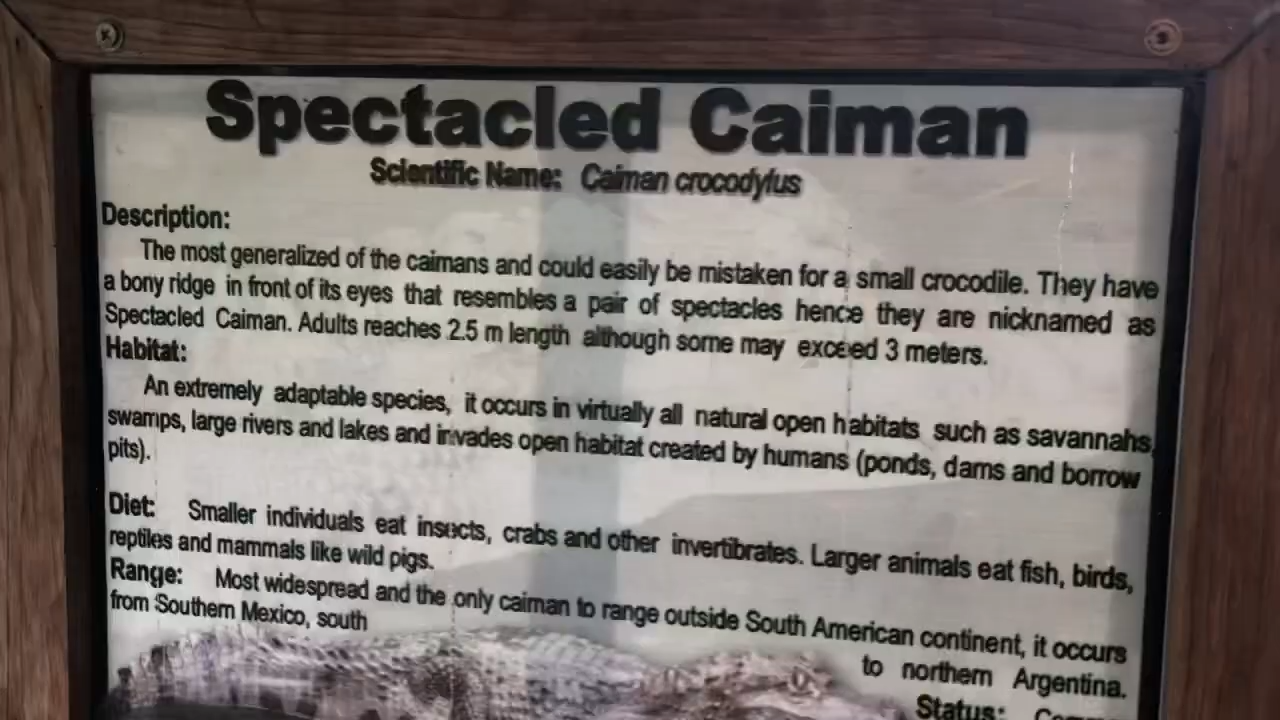 Spectacled Caiman
Scientific Name: Caiman crocodylus
Description:
The most generalized of the caimans and could easily be mistaken for a small crocodile. They have
a bony ridge in front of its eyes that resembles a pair of spectacles hence they are nicknamed as
Spectacled Caiman. Adults reaches 2.5 m length although some may exceed 3 meters.
Habitat:
An extremely adaptable species, it occurs in virtually all natural open habitats such as savannahs,
swamps, large rivers and lakes and invades open habitat created by humans (ponds, dams and borrow
pits).
Diet: Smaller individuals eat insects, crabs and other invertibrates. Larger animals eat fish, birds,
reptiles and mammals like wild pigs.
Range: Most widespread and the only caiman to range outside South American continent, it occurs
from Southern Mexico, south
to northern Argentina.
Status: